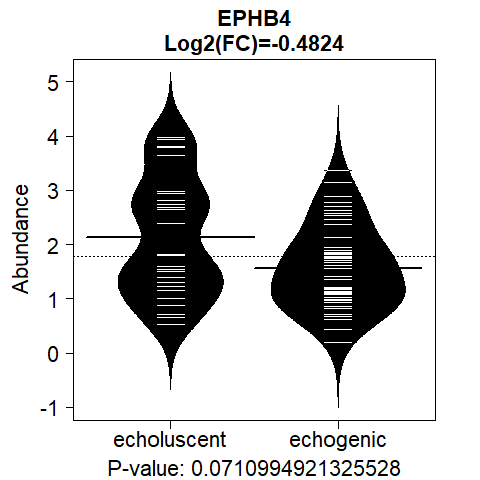 EPHB4
Log2(FC)=-0.4824
Abundance
5
4
3
2
1
0
-1
echoluscent echogenic
P-value: 0.0710994921325528